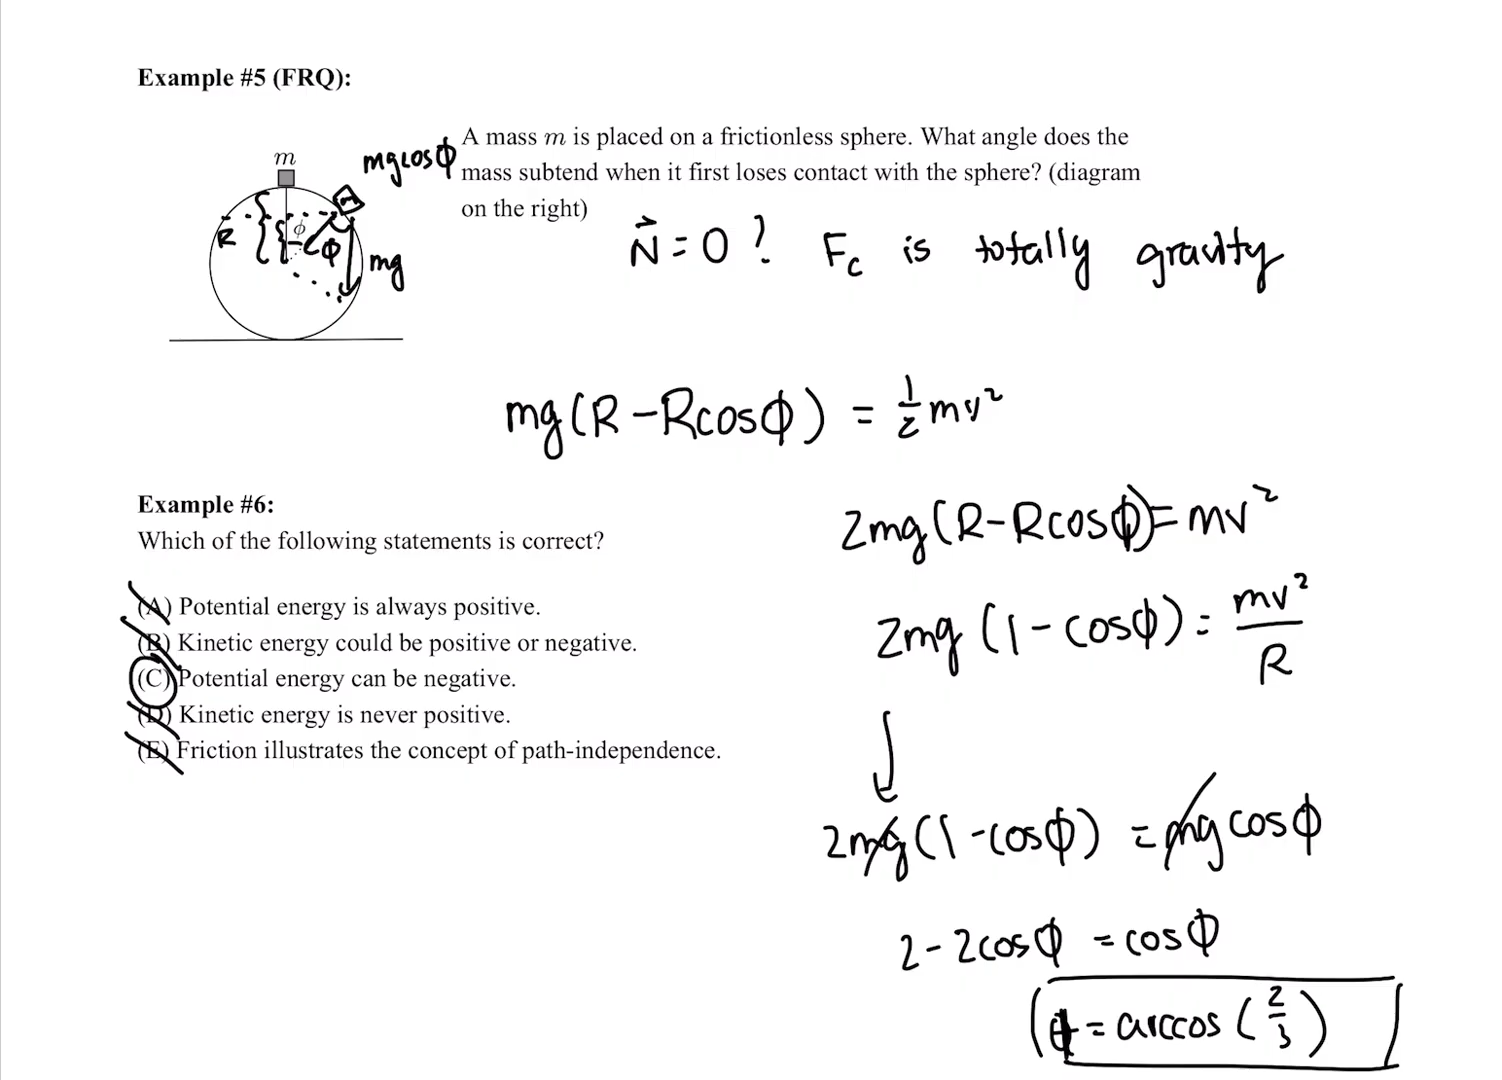 Example #5 (FRQ):
m
mgcosϕ
A mass m is placed on a frictionless sphere. What angle does the
mass subtend when it first loses contact with the sphere? (diagram
on the right)
R
ϕ
ϕ
mg
N⃗ = 0 ? Fc is totally gravity
mg(R - Rcosϕ) = ½mv²
Example #6:
Which of the following statements is correct?
(A) Potential energy is always positive.
(B) Kinetic energy could be positive or negative.
(C) Potential energy can be negative.
(D) Kinetic energy is never positive.
(E) Friction illustrates the concept of path-independence.
2mg(R-Rcosϕ) = mv²
2mg(1-cosϕ) = mv²/R
2mg(1-cosϕ) = mgcosϕ
2-2cosϕ = cosϕ
ϕ = arccos(2/3)